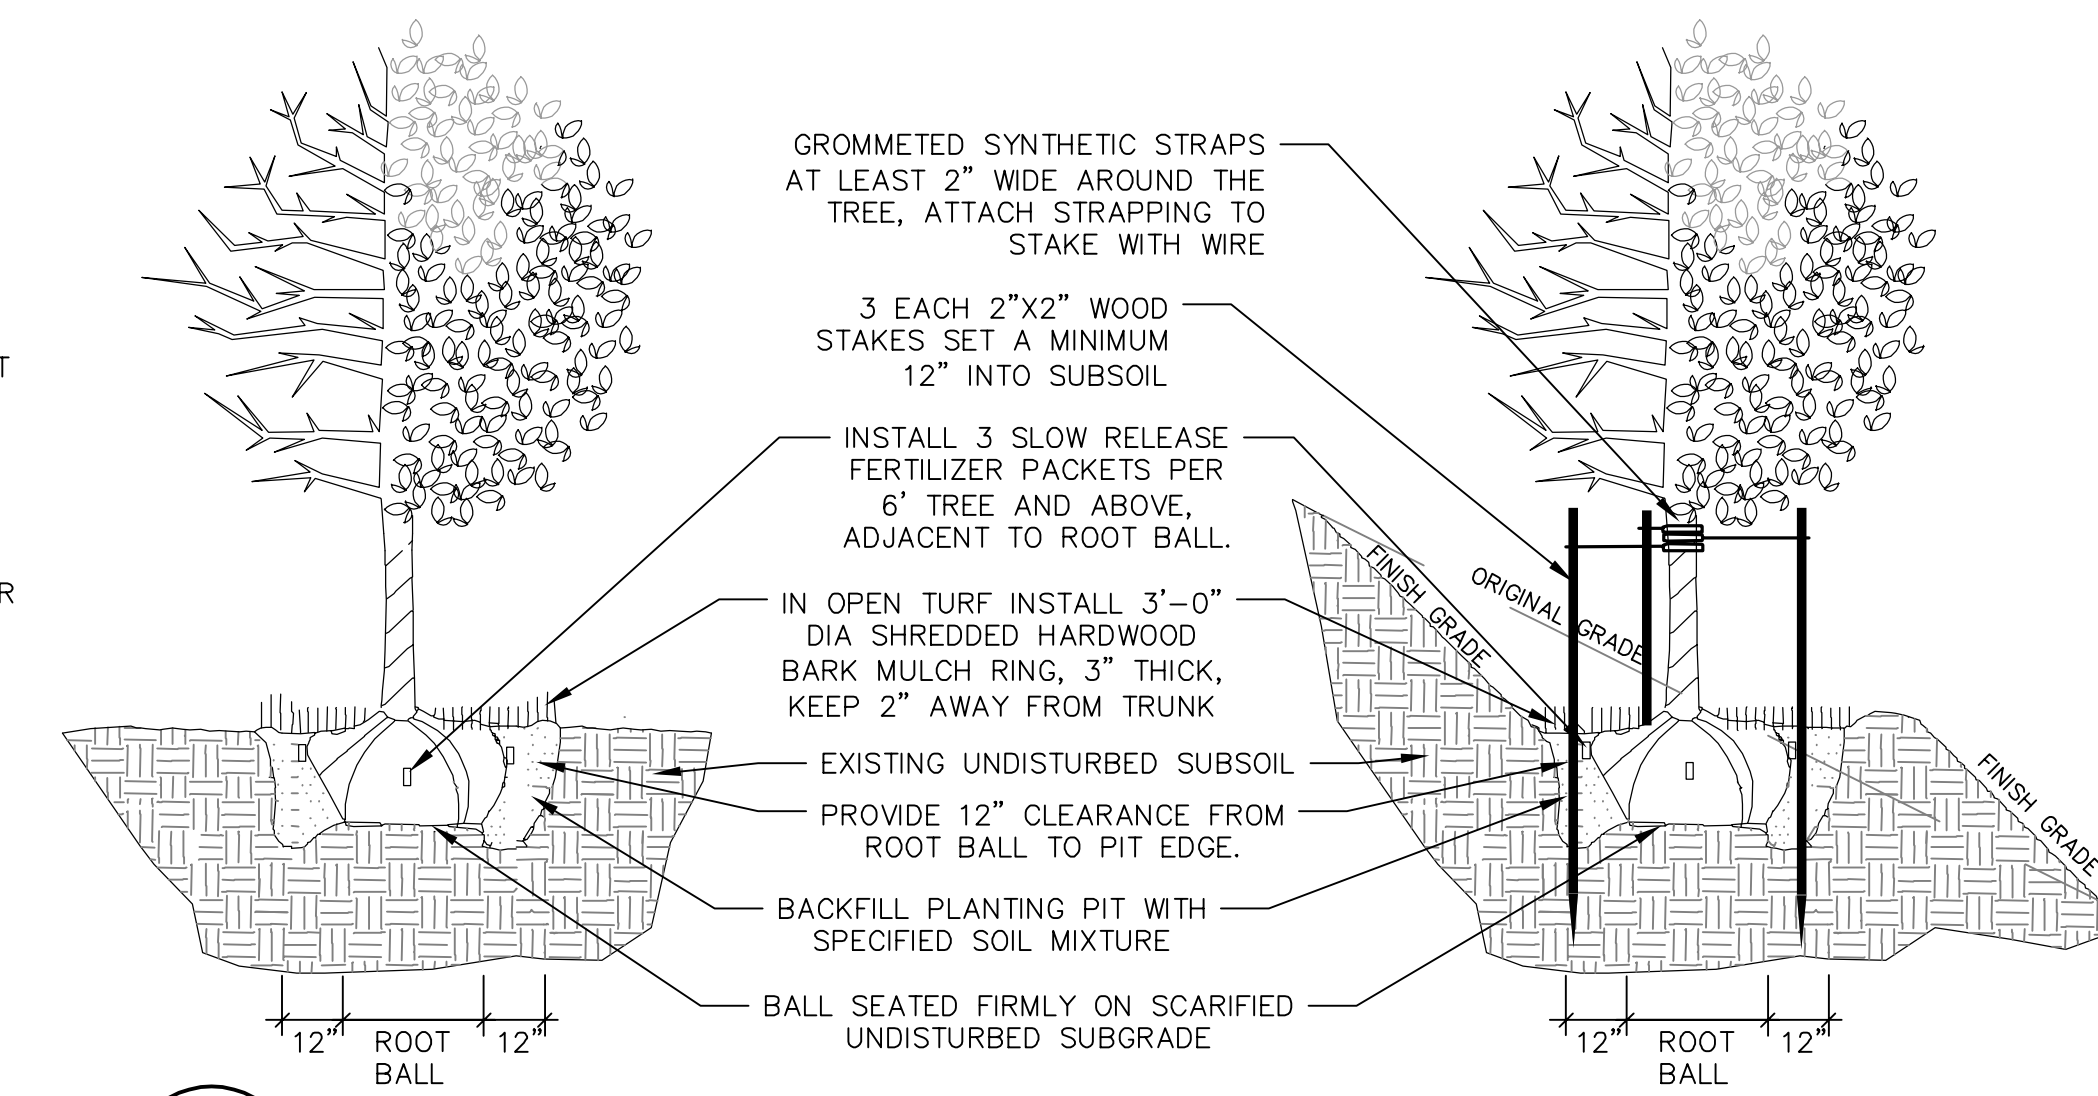 GROMMETED SYNTHETIC STRAPS
AT LEAST 2” WIDE AROUND THE
TREE, ATTACH STRAPPING TO
STAKE WITH WIRE
3 EACH 2”X2” WOOD
STAKES SET A MINIMUM
12” INTO SUBSOIL
T
INSTALL 3 SLOW RELEASE
FERTILIZER PACKETS PER
6’ TREE AND ABOVE,
ADJACENT TO ROOT BALL.
R
IN OPEN TURF INSTALL 3’–0”
DIA SHREDDED HARDWOOD
BARK MULCH RING, 3” THICK,
KEEP 2” AWAY FROM TRUNK
EXISTING UNDISTURBED SUBSOIL
PROVIDE 12” CLEARANCE FROM
ROOT BALL TO PIT EDGE.
BACKFILL PLANTING PIT WITH
SPECIFIED SOIL MIXTURE
BALL SEATED FIRMLY ON SCARIFIED
UNDISTURBED SUBGRADE
FINISH GRADE
ORIGINAL GRADE
FINISH GRADE
12”
ROOT
BALL
12”
12”
ROOT
BALL
12”